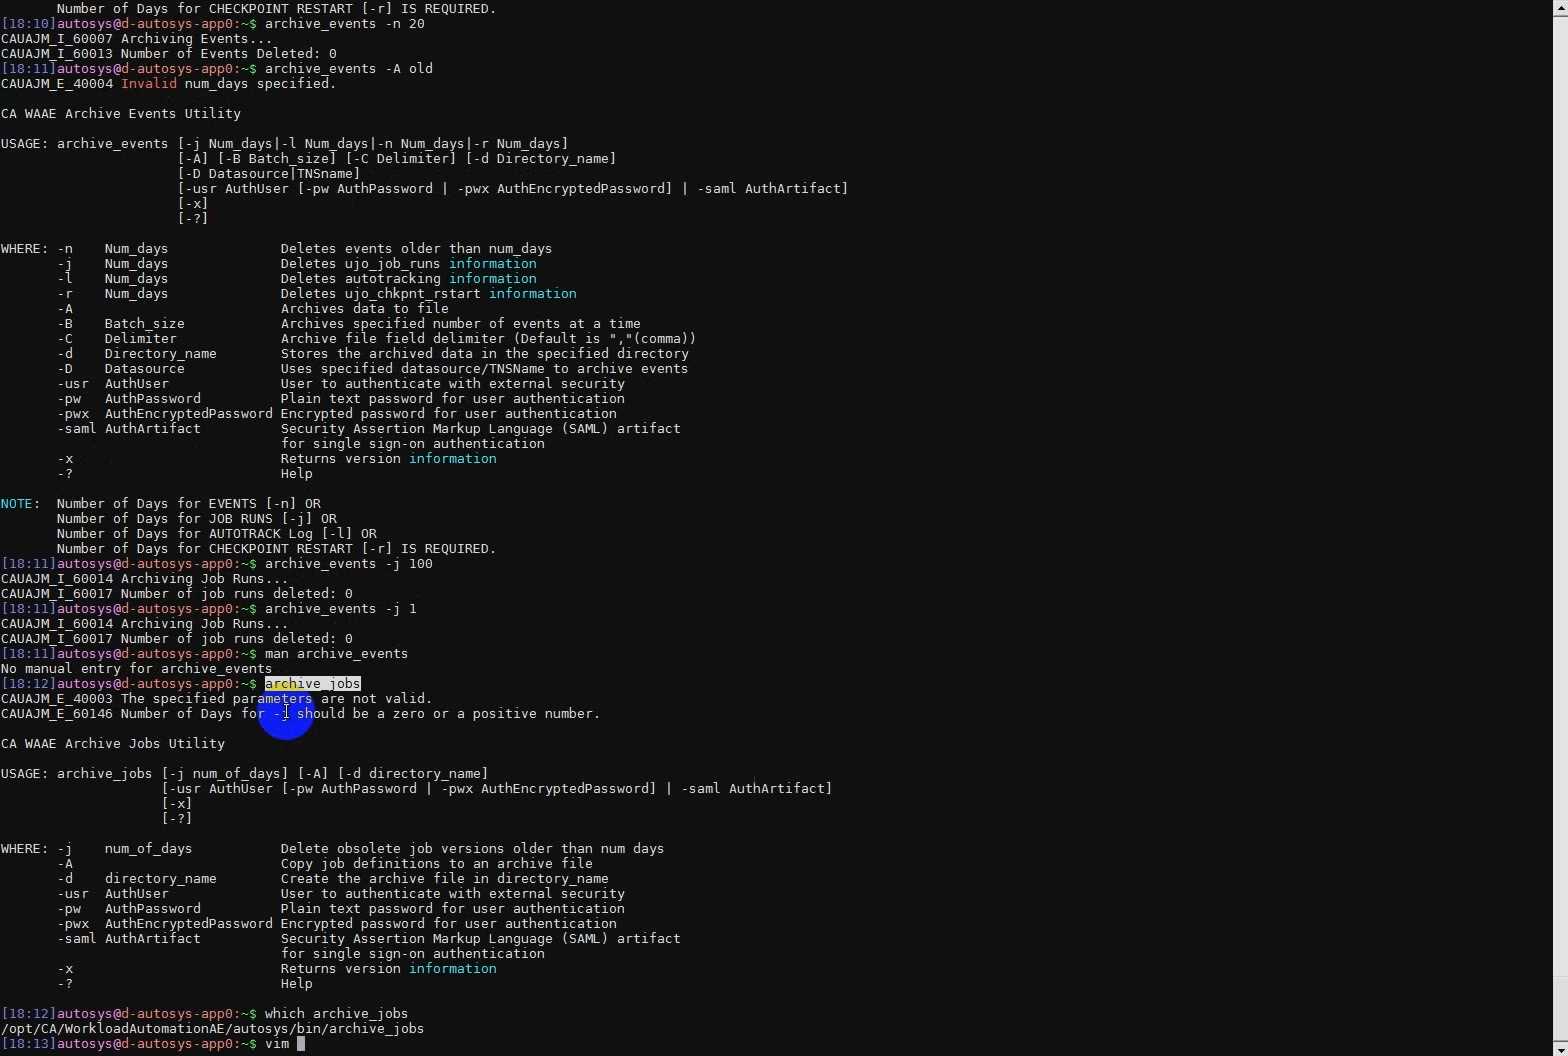 Number of Days for CHECKPOINT RESTART [-r] IS REQUIRED.
[18:10]autosys@d-autosys-app0:~$ archive_events -n 20
CAUAJM_I_60007 Archiving Events...
CAUAJM_I_60013 Number of Events Deleted: 0
[18:11]autosys@d-autosys-app0:~$ archive_events -A old
CAUAJM_E_40004 Invalid num_days specified.

CA WAAE Archive Events Utility

USAGE: archive_events [-j Num_days|-l Num_days|-n Num_days|-r Num_days]
                      [-A] [-B Batch_size] [-C Delimiter] [-d Directory_name]
                      [-D Datasource|TNSname]
                      [-usr AuthUser [-pw AuthPassword | -pwx AuthEncryptedPassword] | -saml AuthArtifact]
                      [-x]
                      [-?]

WHERE: -n    Num_days              Deletes events older than num_days
       -j    Num_days              Deletes ujo_job_runs information
       -l    Num_days              Deletes autotracking information
       -r    Num_days              Deletes ujo_chkpnt_rstart information
       -A                          Archives data to file
       -B    Batch_size            Archives specified number of events at a time
       -C    Delimiter             Archive file field delimiter (Default is ","(comma))
       -d    Directory_name        Stores the archived data in the specified directory
       -D    Datasource            Uses specified datasource/TNSName to archive events
       -usr  AuthUser              User to authenticate with external security
       -pw   AuthPassword          Plain text password for user authentication
       -pwx  AuthEncryptedPassword Encrypted password for user authentication
       -saml AuthArtifact          Security Assertion Markup Language (SAML) artifact
                                   for single sign-on authentication
       -x                          Returns version information
       -?                          Help

NOTE:  Number of Days for EVENTS [-n] OR
       Number of Days for JOB RUNS [-j] OR
       Number of Days for AUTOTRACK Log [-l] OR
       Number of Days for CHECKPOINT RESTART [-r] IS REQUIRED.
[18:11]autosys@d-autosys-app0:~$ archive_events -j 100
CAUAJM_I_60014 Archiving Job Runs...
CAUAJM_I_60017 Number of job runs deleted: 0
[18:11]autosys@d-autosys-app0:~$ archive_events -j 1
CAUAJM_I_60014 Archiving Job Runs...
CAUAJM_I_60017 Number of job runs deleted: 0
[18:11]autosys@d-autosys-app0:~$ man archive_events
No manual entry for archive_events
[18:12]autosys@d-autosys-app0:~$ archive_jobs
CAUAJM_E_40003 The specified parameters are not valid.
CAUAJM_E_60146 Number of Days for -j should be a zero or a positive number.

CA WAAE Archive Jobs Utility

USAGE: archive_jobs [-j num_of_days] [-A] [-d directory_name]
                    [-usr AuthUser [-pw AuthPassword | -pwx AuthEncryptedPassword] | -saml AuthArtifact]
                    [-x]
                    [-?]

WHERE: -j    num_of_days           Delete obsolete job versions older than num days
       -A                          Copy job definitions to an archive file
       -d    directory_name        Create the archive file in directory_name
       -usr  AuthUser              User to authenticate with external security
       -pw   AuthPassword          Plain text password for user authentication
       -pwx  AuthEncryptedPassword Encrypted password for user authentication
       -saml AuthArtifact          Security Assertion Markup Language (SAML) artifact
                                   for single sign-on authentication
       -x                          Returns version information
       -?                          Help

[18:12]autosys@d-autosys-app0:~$ which archive_jobs
/opt/CA/WorkloadAutomationAE/autosys/bin/archive_jobs
[18:13]autosys@d-autosys-app0:~$ vim